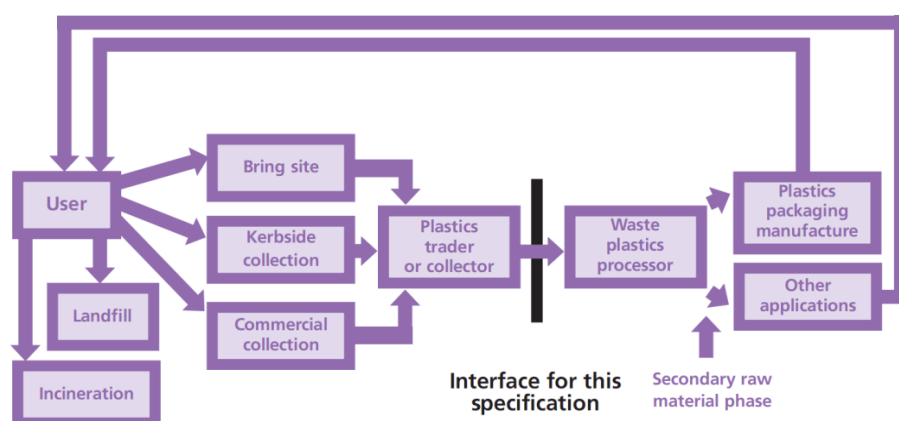 User
Bring site
Kerbside
collection
Commercial
collection
Landfill
Incineration
Plastics
trader
or collector
Waste
plastics
processor
Plastics
packaging
manufacture
Other
applications
Interface for this
specification
Secondary raw
material phase